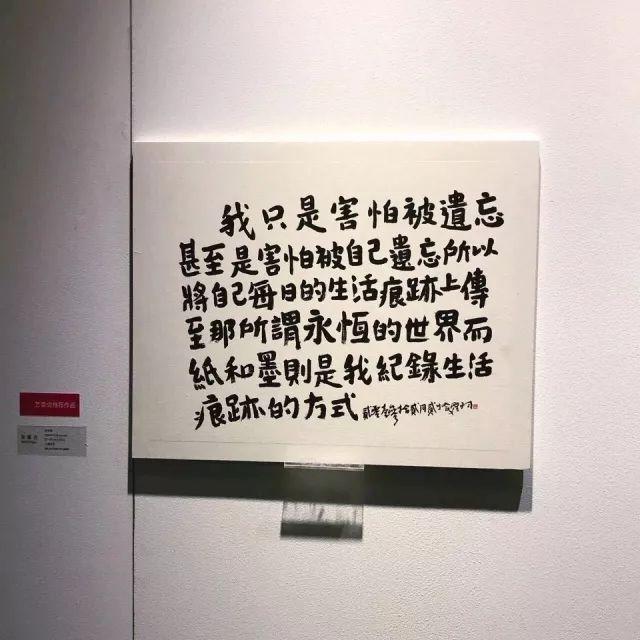 我只是害怕被遺忘
甚至是害怕被自己遺忘所以
將自己每日的生活痕跡上傳
至那所謂永恆的世界而
紙和墨則是我紀錄生活
痕跡的方式